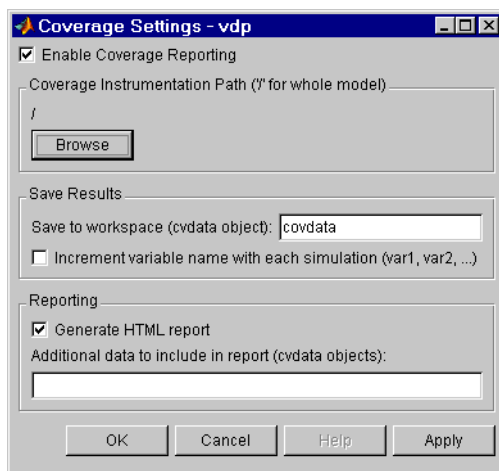 Coverage Settings - vdp
Enable Coverage Reporting
Coverage Instrumentation Path ('/' for whole model)
/
Browse
Save Results
Save to workspace (cvdata object): covdata
Increment variable name with each simulation (var1, var2, ...)
Reporting
Generate HTML report
Additional data to include in report (cvdata objects):
OK Cancel Help Apply